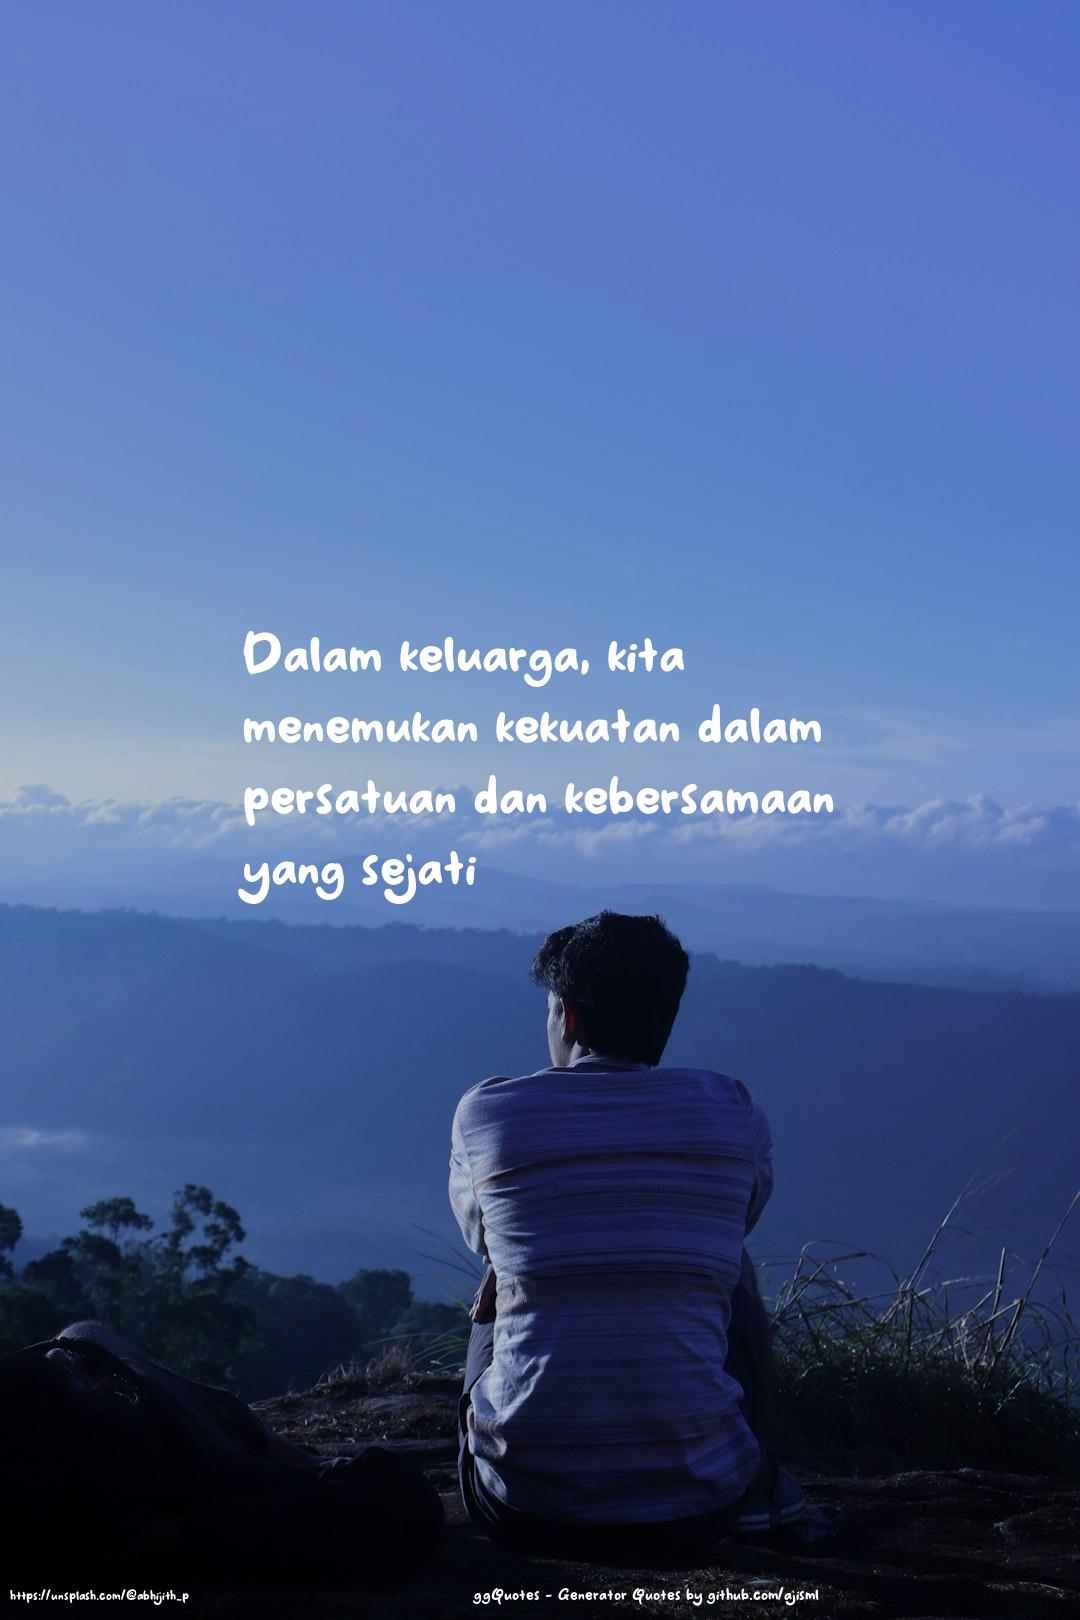 Dalam keluarga, kita
menemukan kekuatan dalam
persatuan dan kebersamaan
yang sejati
https://unsplash.com/@abhijith_p
ggQuotes - Generator Quotes by github.com/ajisml